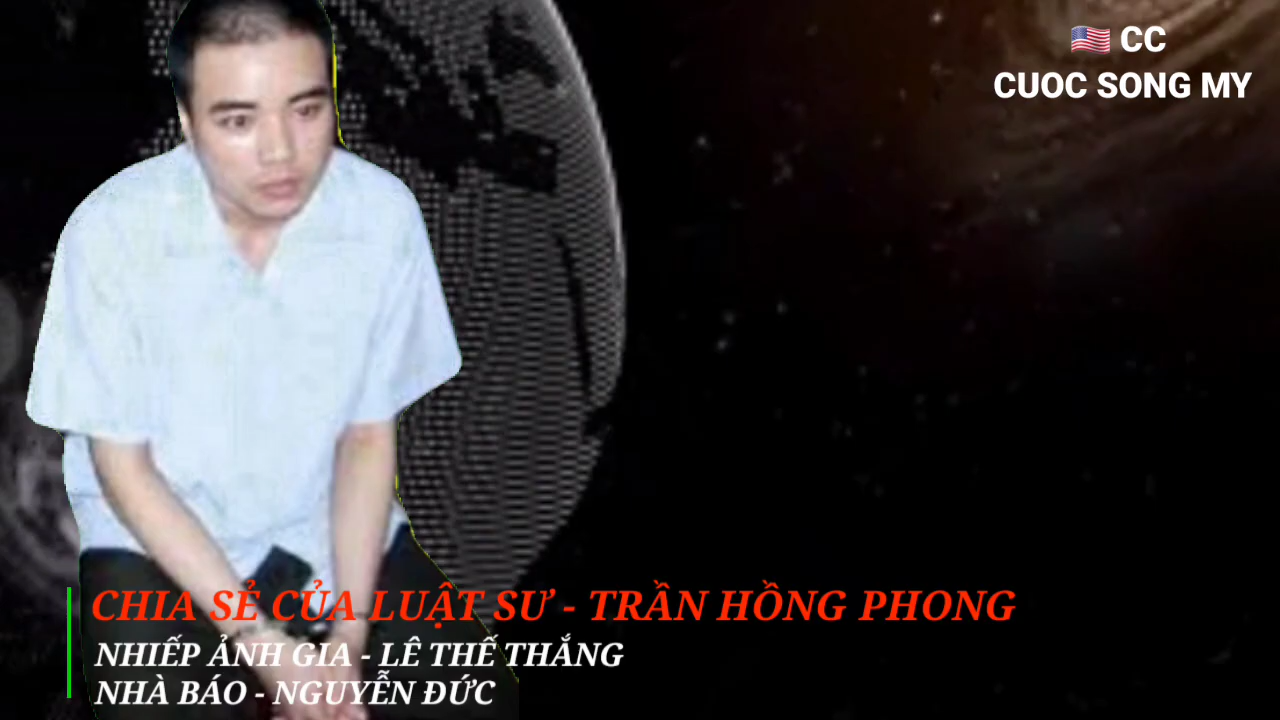 🇺🇸 CC
CUOC SONG MY
CHIA SẺ CỦA LUẬT SƯ - TRẦN HỒNG PHONG
NHIẾP ẢNH GIA - LÊ THẾ THẮNG
NHÀ BÁO - NGUYỄN ĐỨC